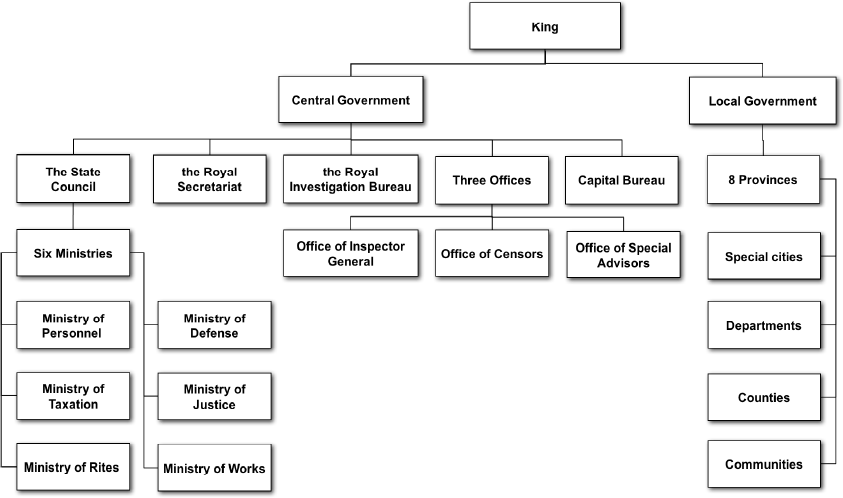 King
Central Government
Local Government
The State
Council
the Royal
Secretariat
the Royal
Investigation Bureau
Three Offices
Capital Bureau
8 Provinces
Six Ministries
Office of Inspector
General
Office of Censors
Office of Special
Advisors
Special cities
Ministry of
Personnel
Ministry of
Defense
Departments
Ministry of
Taxation
Ministry of
Justice
Counties
Ministry of Rites
Ministry of Works
Communities